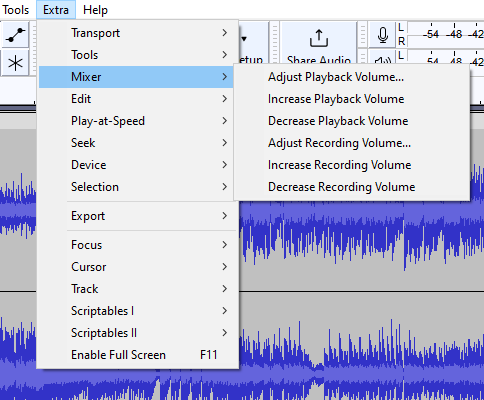 Tools Extra Help
Transport
Tools
Mixer
Edit
Play-at-Speed
Seek
Device
Selection
Export
Focus
Cursor
Track
Scriptables I
Scriptables II
Enable Full Screen F11
Adjust Playback Volume...
Increase Playback Volume
Decrease Playback Volume
Adjust Recording Volume...
Increase Recording Volume
Decrease Recording Volume
Share Audio
L
R
-54 -48 -42
L
-54 -48 -42